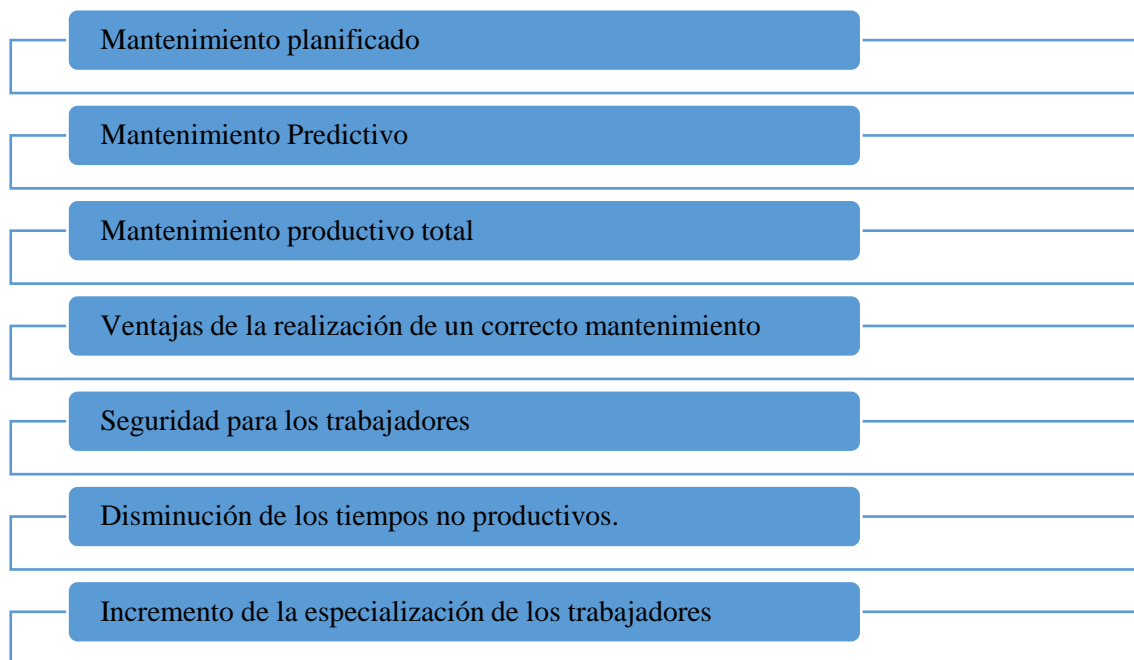 Mantenimiento planificado
Mantenimiento Predictivo
Mantenimiento productivo total
Ventajas de la realización de un correcto mantenimiento
Seguridad para los trabajadores
Disminución de los tiempos no productivos.
Incremento de la especialización de los trabajadores